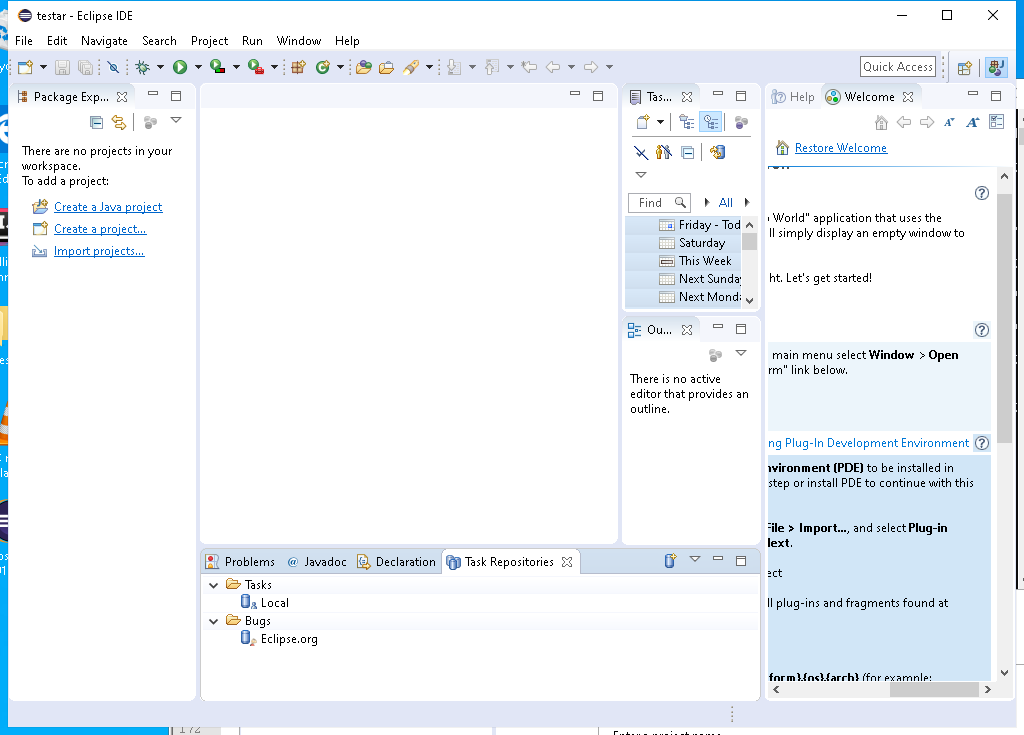 testar - Eclipse IDE
File Edit Navigate Search Project Run Window Help
Quick Access
Package Exp...
There are no projects in your
workspace.
To add a project:
Create a Java project
Create a project...
Import projects...
Tas...
Find
All
Friday - Tod
Saturday
This Week
Next Sunday
Next Monda
Ou...
There is no active
editor that provides an
outline.
Help
Welcome
Restore Welcome
World" application that uses the
ll simply display an empty window to
ht. Let's get started!
main menu select Window > Open
rm" link below.
ng Plug-In Development Environment
nvironment (PDE) to be installed in
step or install PDE to continue with this
File > Import..., and select Plug-in
Next.
ect
ll plug-ins and fragments found at
form}.{os}.{arch} (for example:
Problems
@ Javadoc
Declaration
Task Repositories
Tasks
Local
Bugs
Eclipse.org
172
Enter a project name